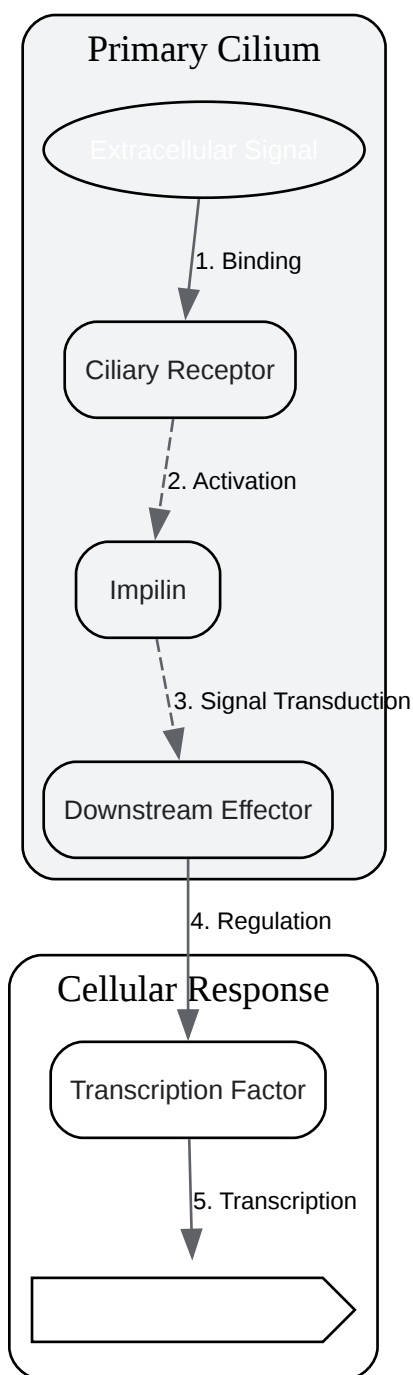 Primary Cilium
Extracellular Signal
1. Binding
Ciliary Receptor
2. Activation
Impilin
3. Signal Transduction
Downstream Effector
4. Regulation
Cellular Response
Transcription Factor
5. Transcription